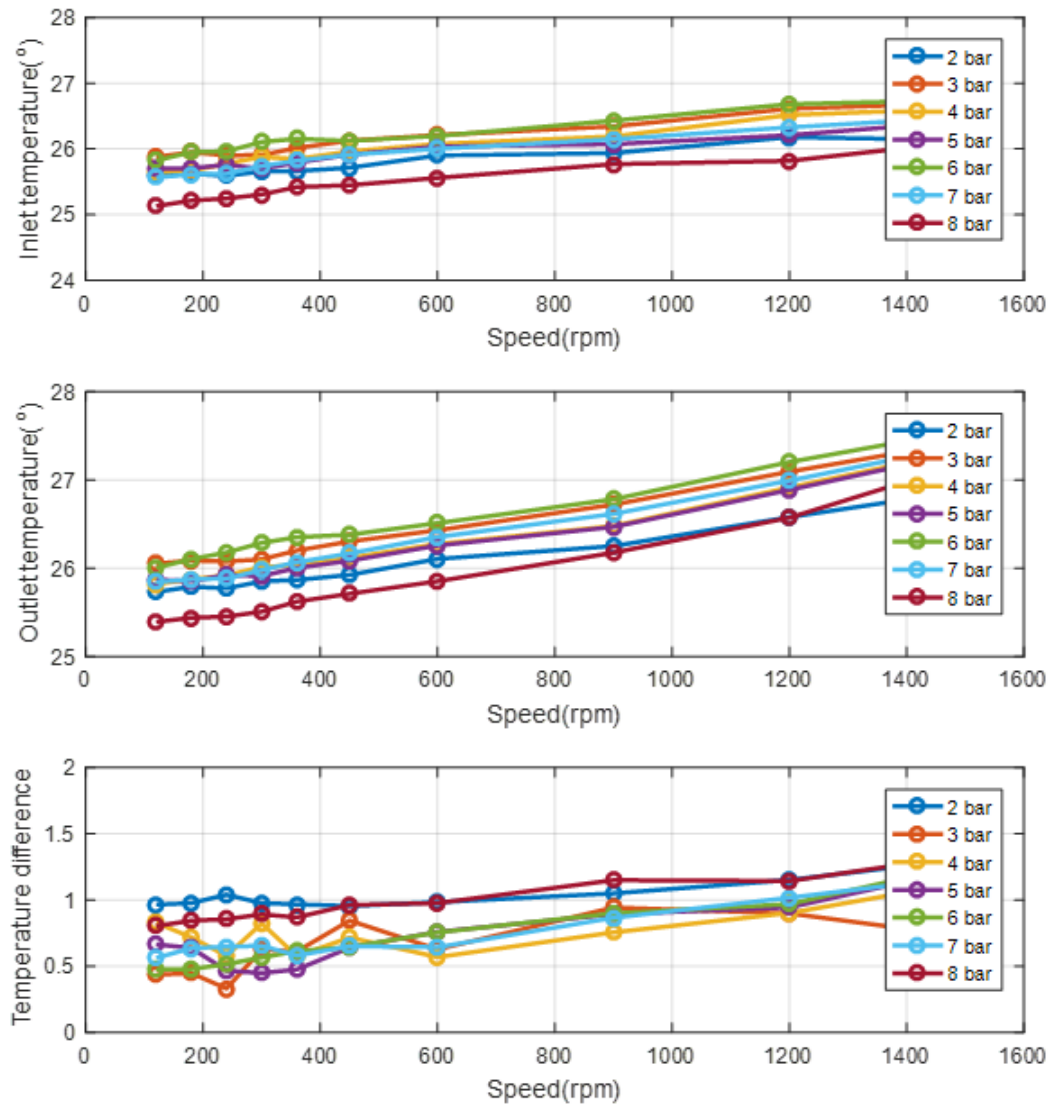 28
27
26
25
24
Inlet temperature(°)
0 200 400 600 800 1000 1200 1400 1600
Speed(rpm)
2 bar
3 bar
4 bar
5 bar
6 bar
7 bar
8 bar
28
27
26
25
Outlet temperature(°)
0 200 400 600 800 1000 1200 1400 1600
Speed(rpm)
2 bar
3 bar
4 bar
5 bar
6 bar
7 bar
8 bar
2
1.5
1
0.5
0
Temperature difference
0 200 400 600 800 1000 1200 1400 1600
Speed(rpm)
2 bar
3 bar
4 bar
5 bar
6 bar
7 bar
8 bar